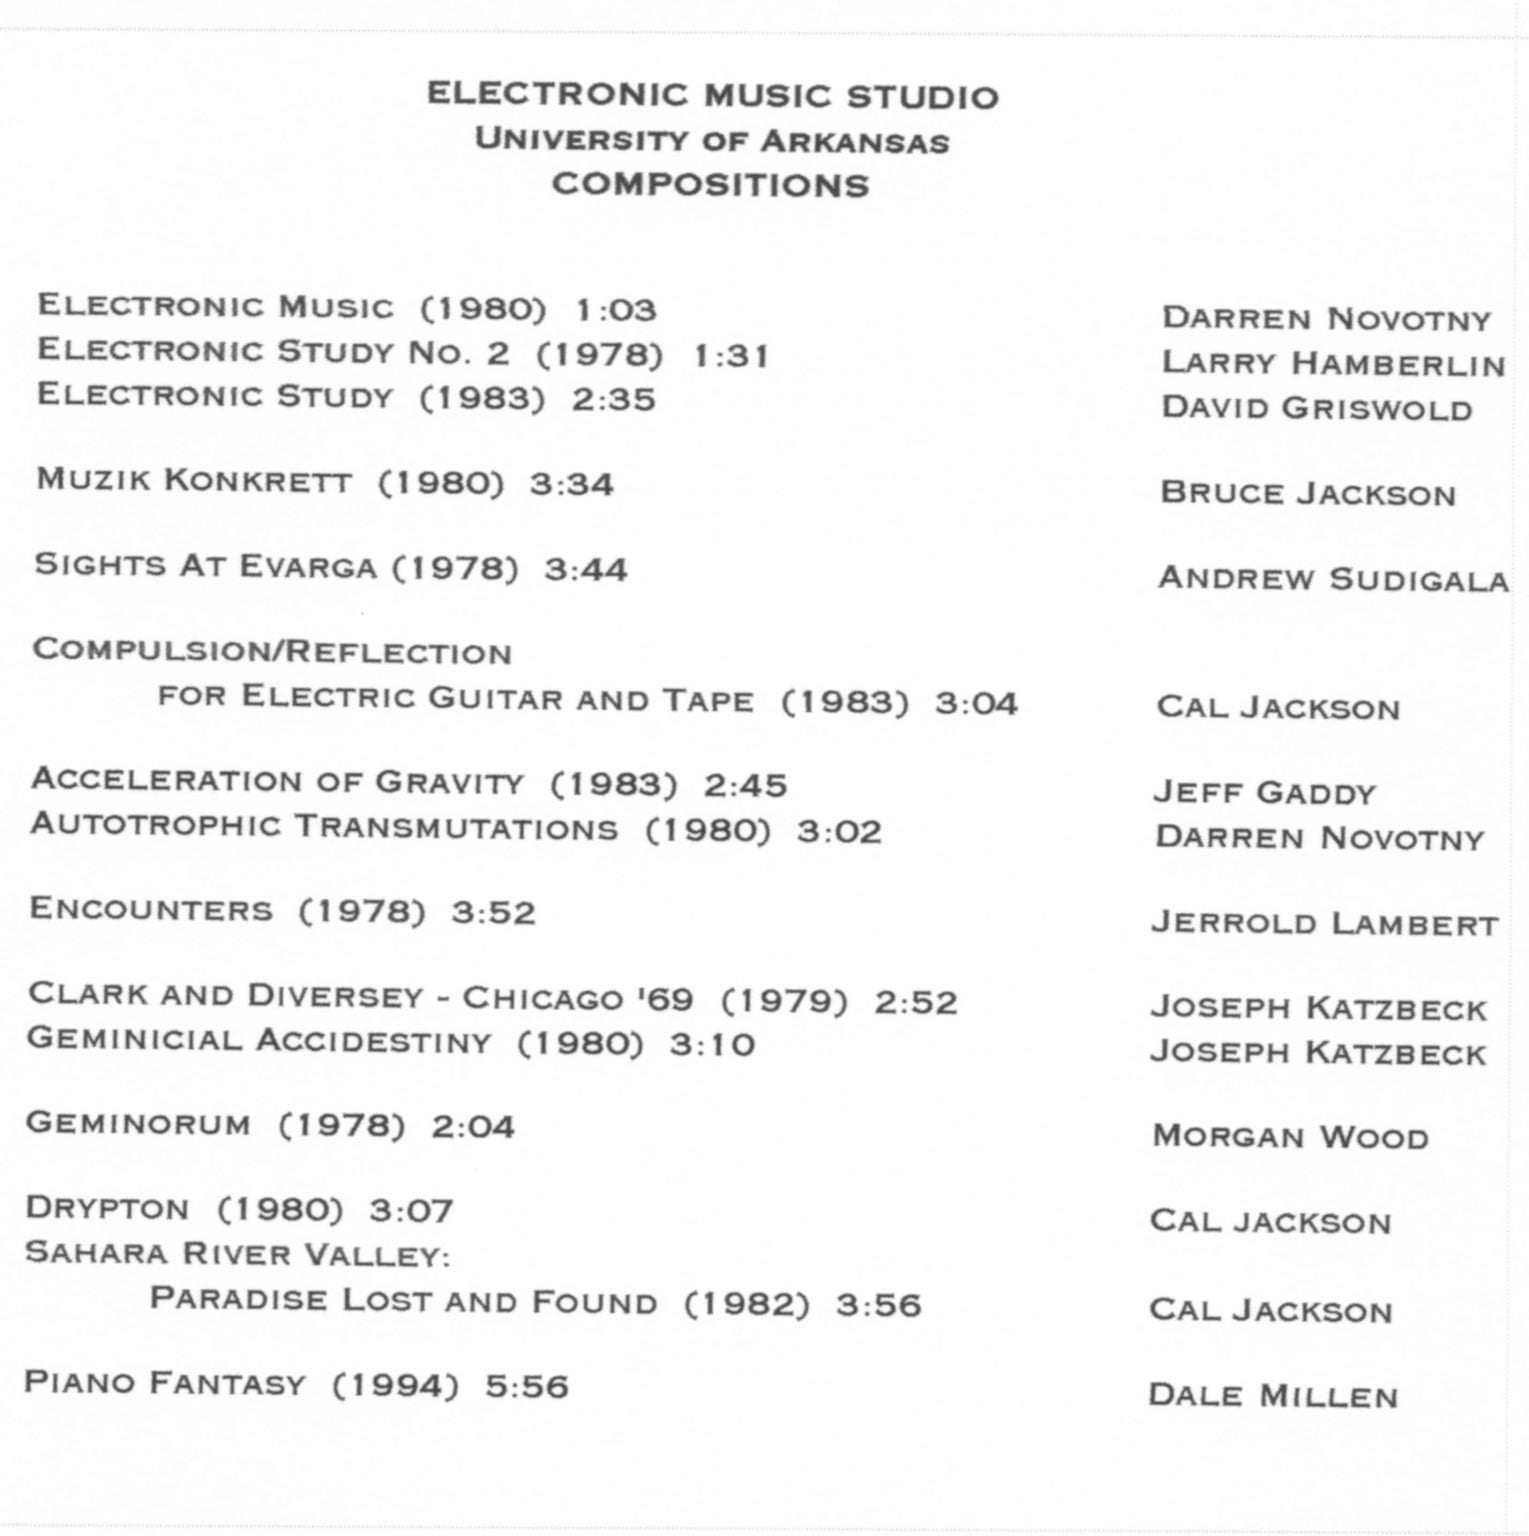 ELECTRONIC MUSIC STUDIO
UNIVERSITY OF ARKANSAS
COMPOSITIONS
ELECTRONIC MUSIC (1980) 1:03 DARREN NOVOTNY
ELECTRONIC STUDY NO. 2 (1978) 1:31 LARRY HAMBERLIN
ELECTRONIC STUDY (1983) 2:35 DAVID GRISWOLD
MUZIK KONKRETT (1980) 3:34 BRUCE JACKSON
SIGHTS AT EVARGA (1978) 3:44 ANDREW SUDIGALA
COMPULSION/REFLECTION
FOR ELECTRIC GUITAR AND TAPE (1983) 3:04 CAL JACKSON
ACCELERATION OF GRAVITY (1983) 2:45 JEFF GADDY
AUTOTROPHIC TRANSMUTATIONS (1980) 3:02 DARREN NOVOTNY
ENCOUNTERS (1978) 3:52 JERROLD LAMBERT
CLARK AND DIVERSEY - CHICAGO '69 (1979) 2:52 JOSEPH KATZBECK
GEMINICIAL ACCIDESTINY (1980) 3:10 JOSEPH KATZBECK
GEMINORUM (1978) 2:04 MORGAN WOOD
DRYPTON (1980) 3:07 CAL JACKSON
SAHARA RIVER VALLEY:
PARADISE LOST AND FOUND (1982) 3:56 CAL JACKSON
PIANO FANTASY (1994) 5:56 DALE MILLEN